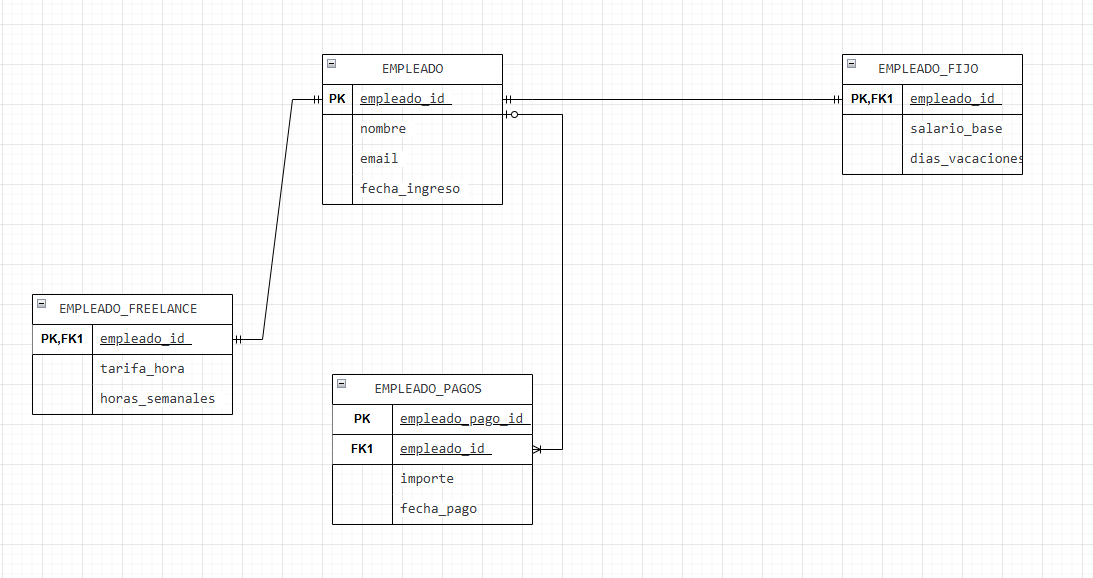 EMPLEADO
PK empleado_id
nombre
email
fecha_ingreso
EMPLEADO_FIJO
PK,FK1 empleado_id
salario_base
dias_vacaciones
EMPLEADO_FREELANCE
PK,FK1 empleado_id
tarifa_hora
horas_semanales
EMPLEADO_PAGOS
PK empleado_pago_id
FK1 empleado_id
importe
fecha_pago